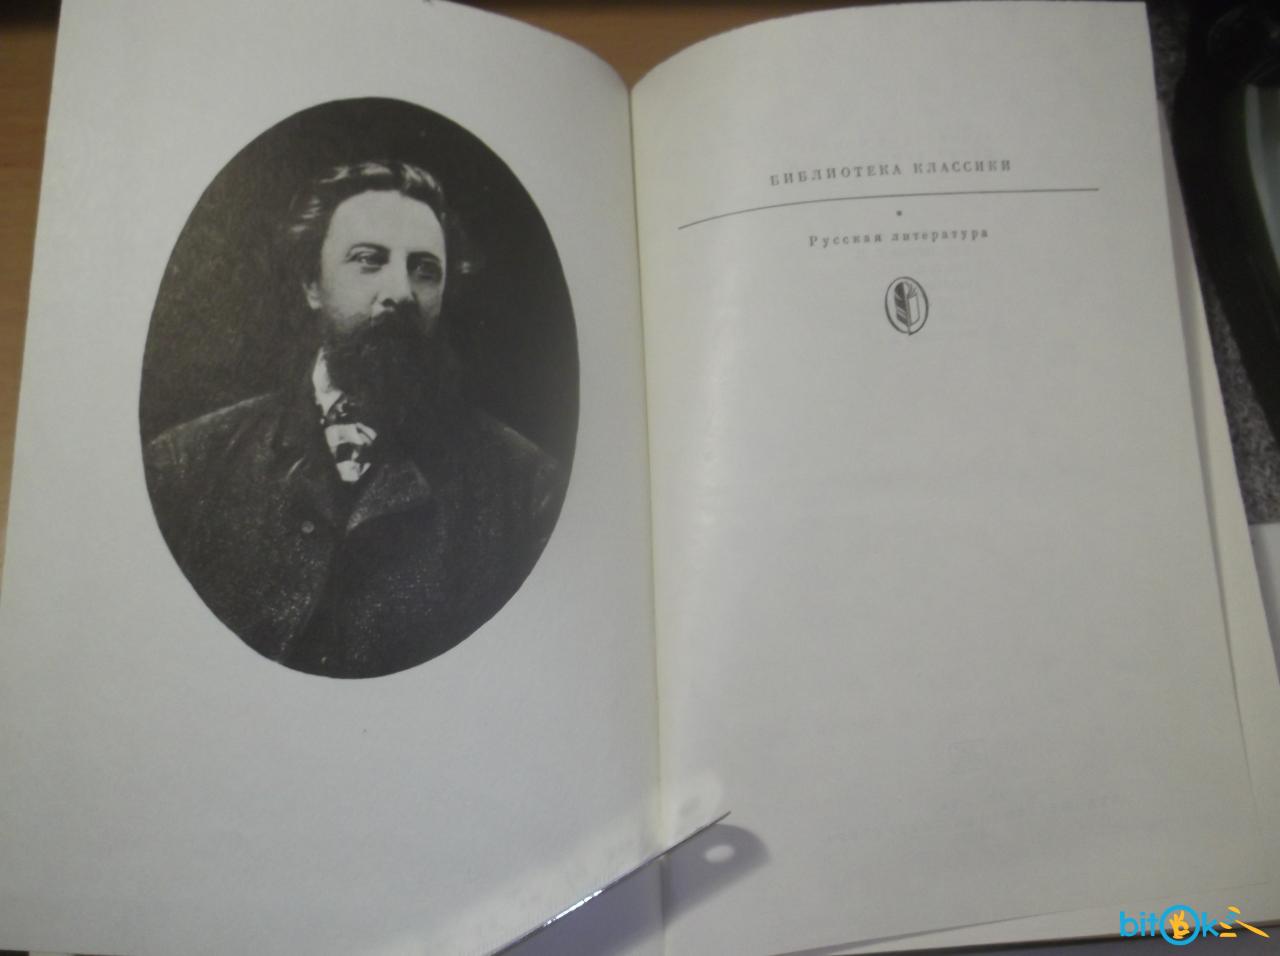 БИБЛИОТЕКА КЛАССИКИ
Русская литература
bitOk